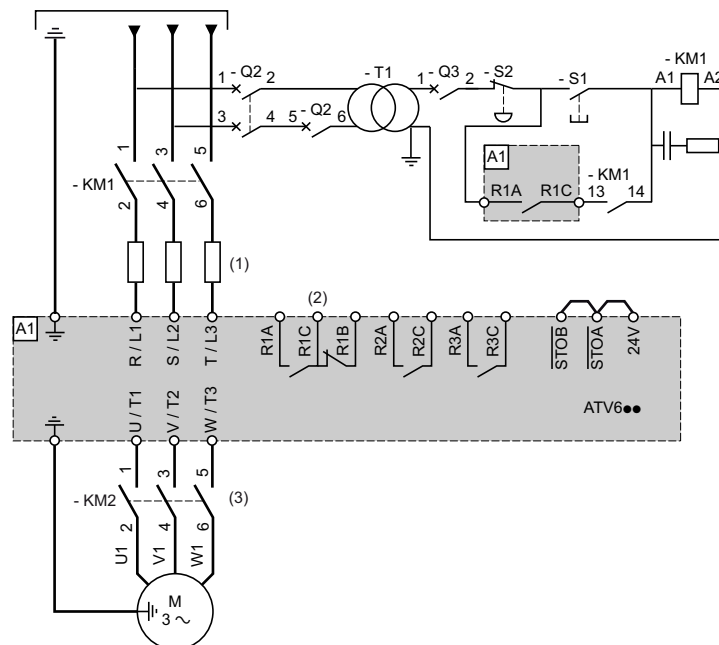 - Q2
1 2
- T1
1 - Q3 2
- S2
- S1
- KM1
A1 A2
3 4 5 - Q2 6
1 3 5
- KM1
2 4 6
A1
R1A R1C
- KM1
13 14
(1)
(2)
A1
R / L1
S / L2
T / L3
R1A
R1C
R1B
R2A
R2C
R3A
R3C
STOB
STOA
24V
U / T1
V / T2
W / T3
ATV6●●
1 3 5
- KM2
(3)
2 4 6
U1
V1
W1
M
3 ~